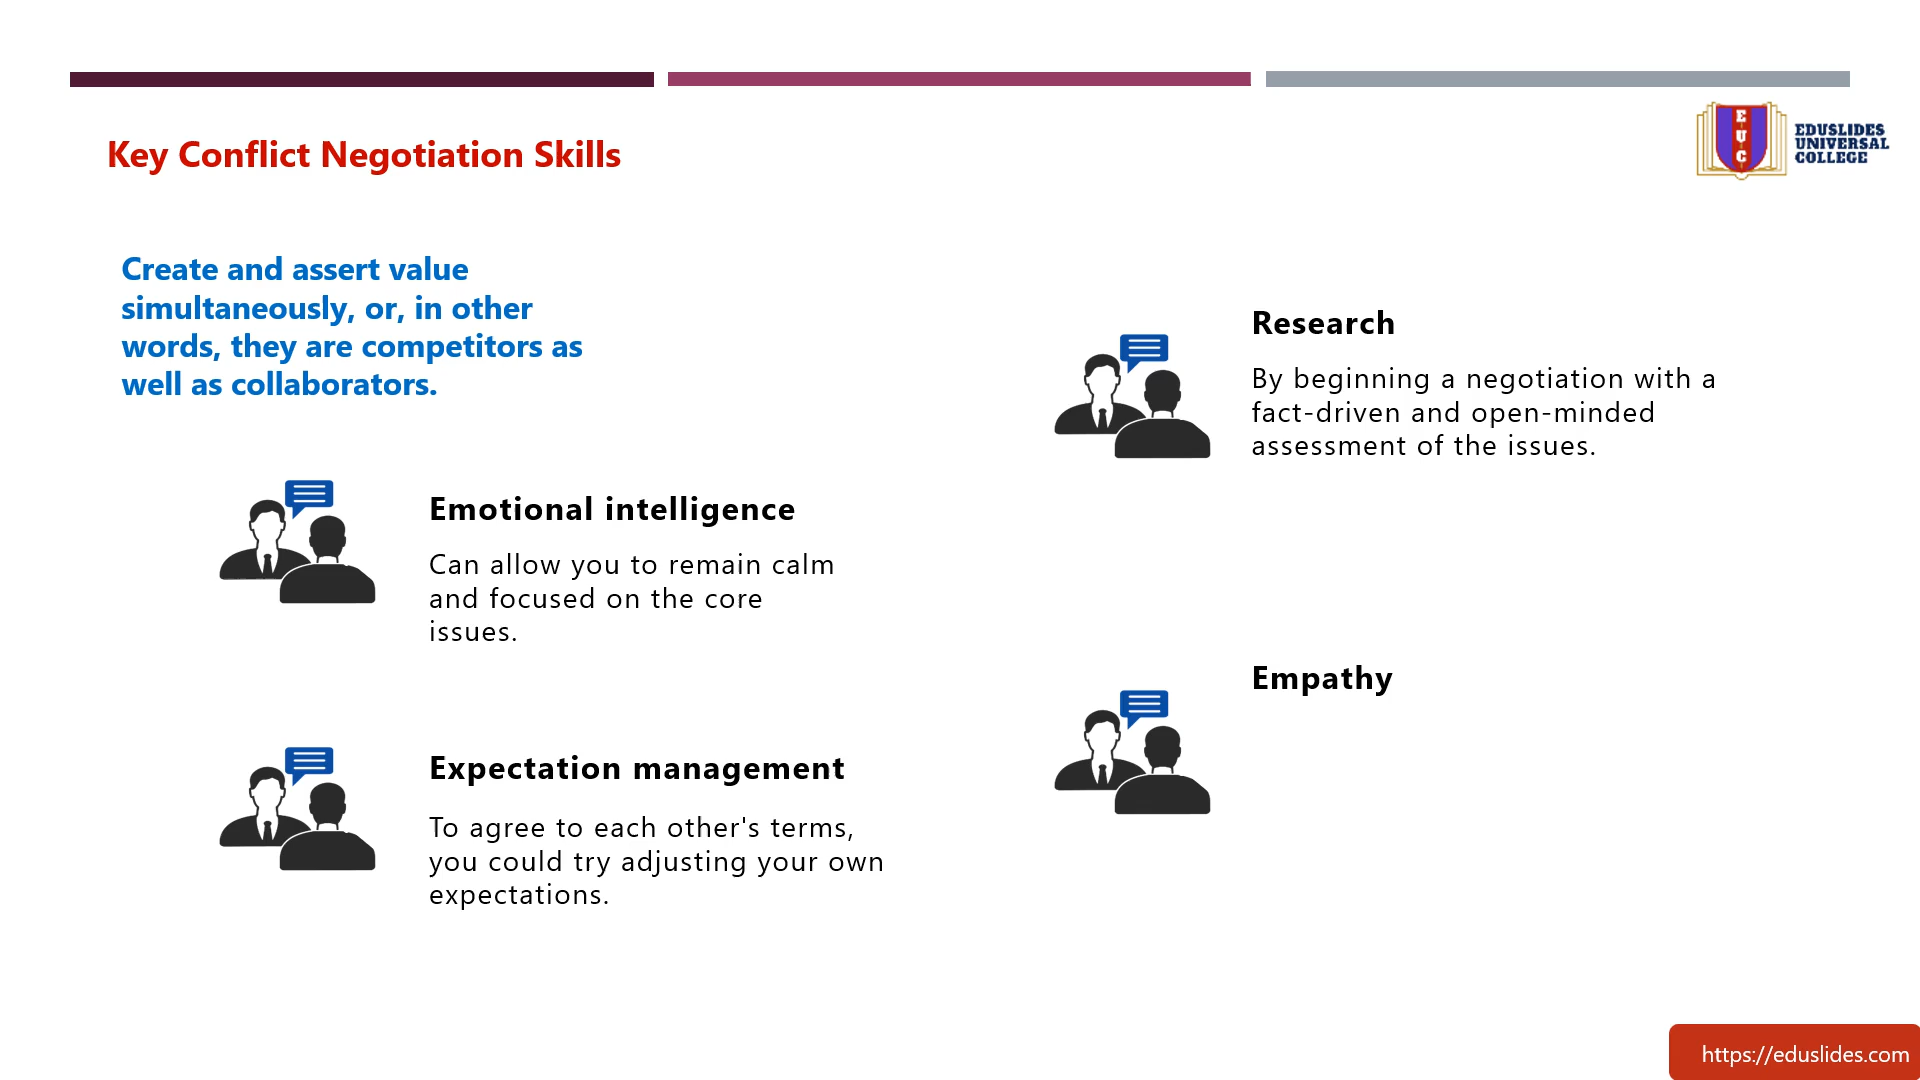 Key Conflict Negotiation Skills
E
U
C
EDUSLIDES
UNIVERSAL
COLLEGE
Create and assert value
simultaneously, or, in other
words, they are competitors as
well as collaborators.
Emotional intelligence
Can allow you to remain calm
and focused on the core
issues.
Expectation management
To agree to each other's terms,
you could try adjusting your own
expectations.
Research
By beginning a negotiation with a
fact-driven and open-minded
assessment of the issues.
Empathy
https://eduslides.com